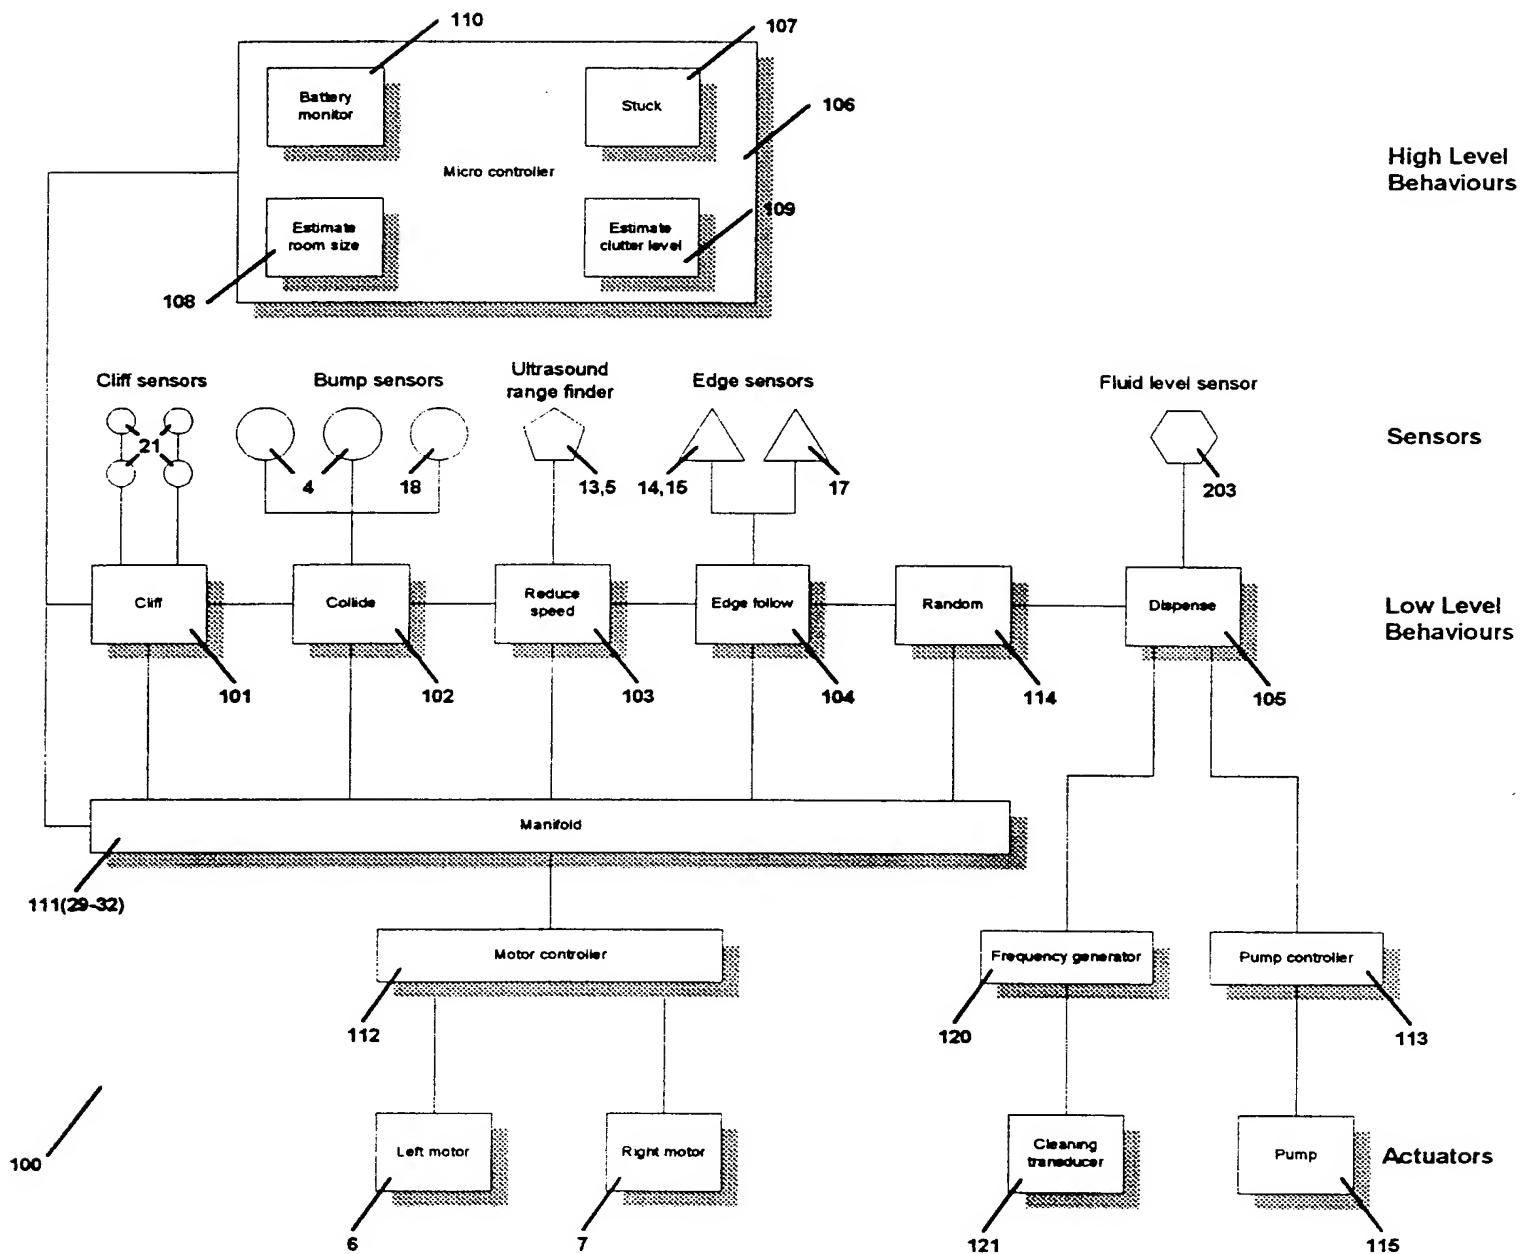 110
107
Battery
monitor
Stuck
106
High Level
Behaviours
Micro controller
109
Estimate
room size
Estimate
clutter level
108
Cliff sensors
Bump sensors
Ultrasound
range finder
Edge sensors
Fluid level sensor
21
Sensors
4
18
13,5
14,15
17
203
Cliff
Collide
Reduce
speed
Edge follow
Random
Dispense
Low Level
Behaviours
101
102
103
104
114
105
Manifold
111(29-32)
Motor controller
Frequency generator
Pump controller
112
120
113
Left motor
Right motor
Cleaning
transducer
Pump
Actuators
100
6
7
121
115